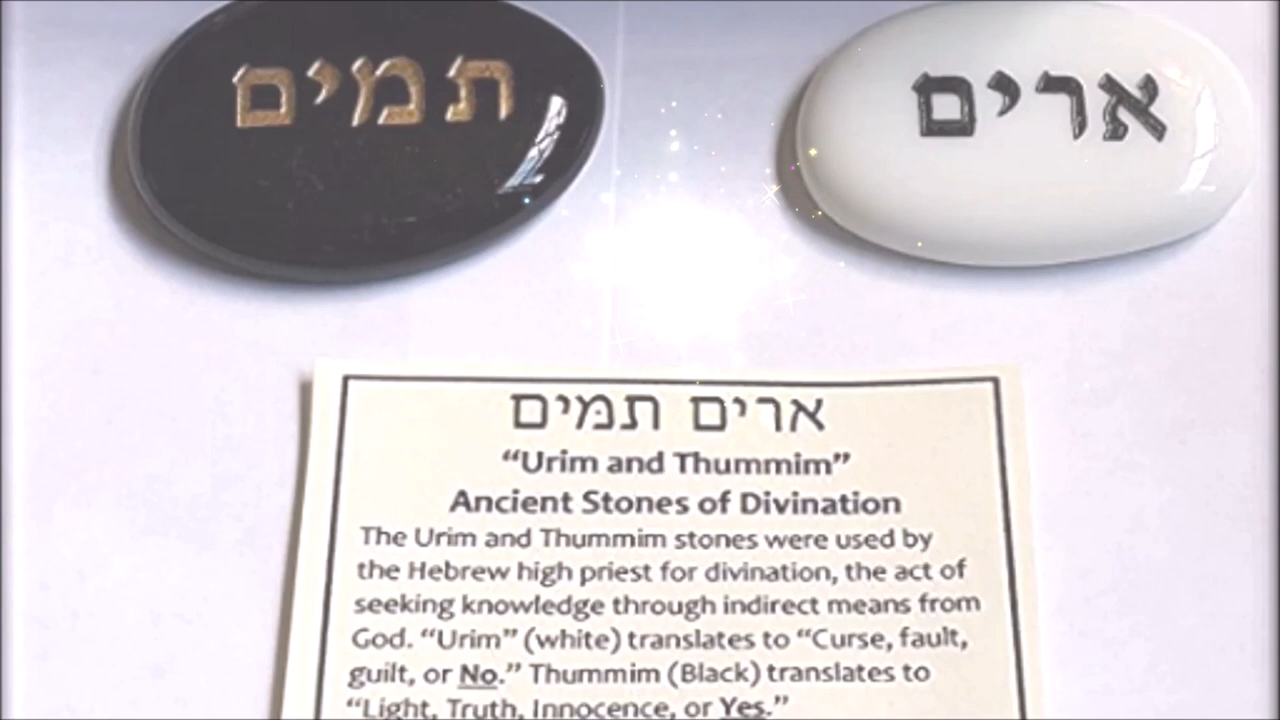 תמים
ארים
ארים תמים
“Urim and Thummim”
Ancient Stones of Divination
The Urim and Thummim stones were used by
the Hebrew high priest for divination, the act of
seeking knowledge through indirect means from
God. “Urim” (white) translates to “Curse, fault,
guilt, or No.” Thummim (Black) translates to
“Light, Truth, Innocence, or Yes.”